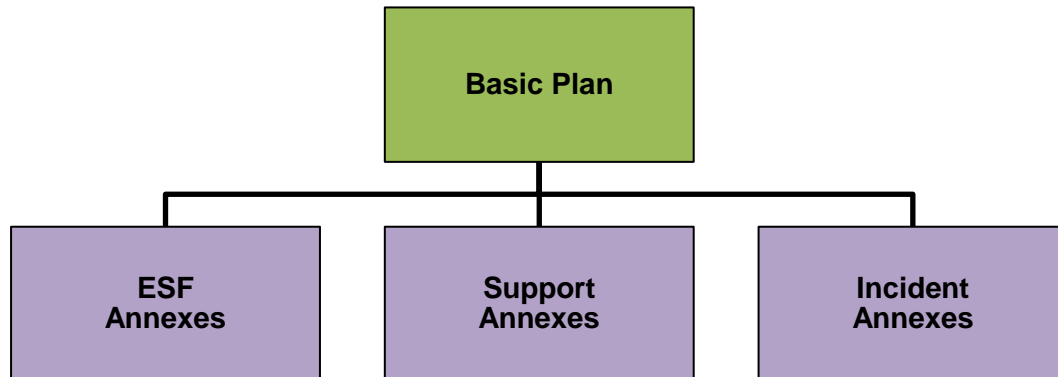 Basic Plan
ESF
Annexes
Support
Annexes
Incident
Annexes